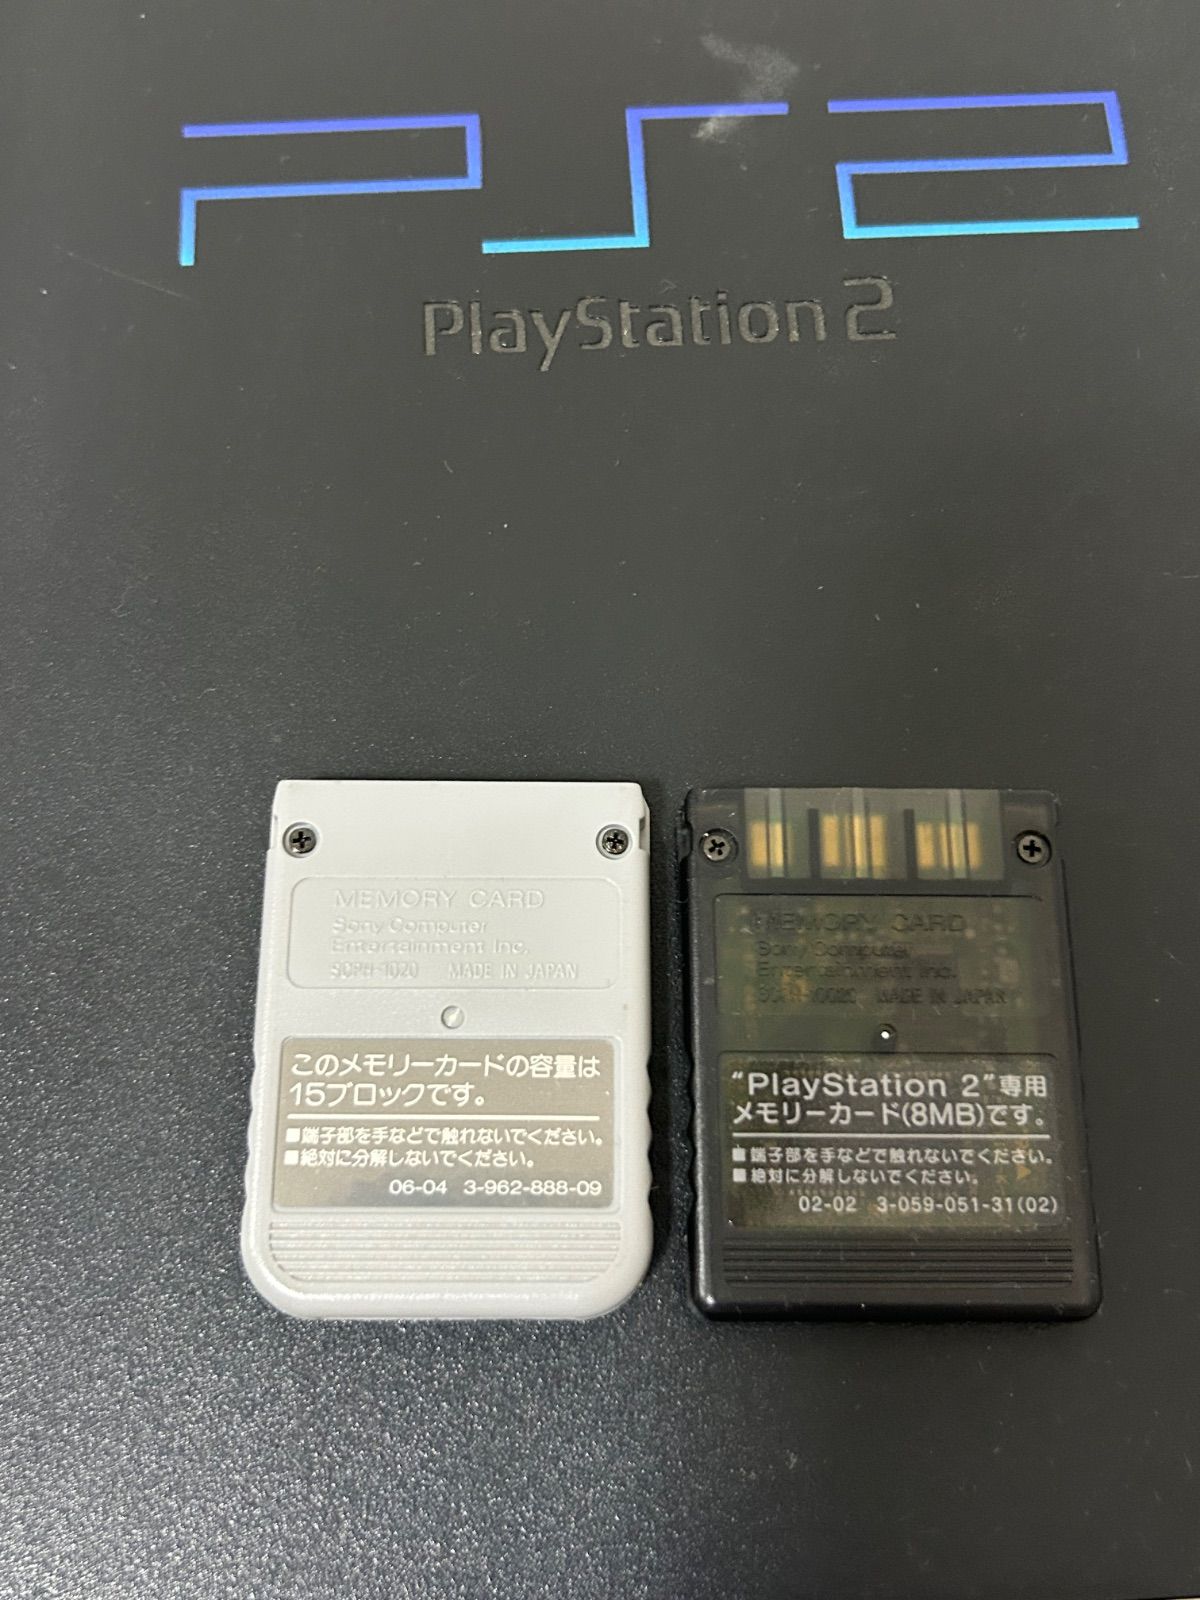 PS2
PlayStation 2
MEMORY CARD
Sony Computer
Entertainment Inc.
SCPH-1020 MADE IN JAPAN
このメモリーカードの容量は
15ブロックです。
■端子部を手などで触れないでください。
■絶対に分解しないでください。
06-04 3-962-888-09
MEMORY CARD
Sony Computer
Entertainment Inc.
SCPH-10020 MADE IN JAPAN
“PlayStation 2”専用
メモリーカード(8MB)です。
■端子部を手などで触れないでください。
■絶対に分解しないでください。
02-02 3-059-051-31(02)